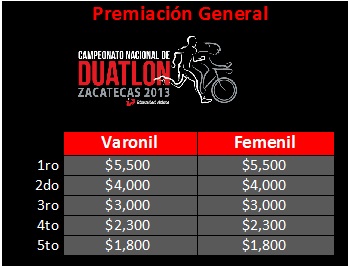 Premiación General
CAMPEONATO NACIONAL DE
DUATLON
ZACATECAS 2013
Varonil Femenil
1ro $5,500 $5,500
2do $4,000 $4,000
3ro $3,000 $3,000
4to $2,300 $2,300
5to $1,800 $1,800